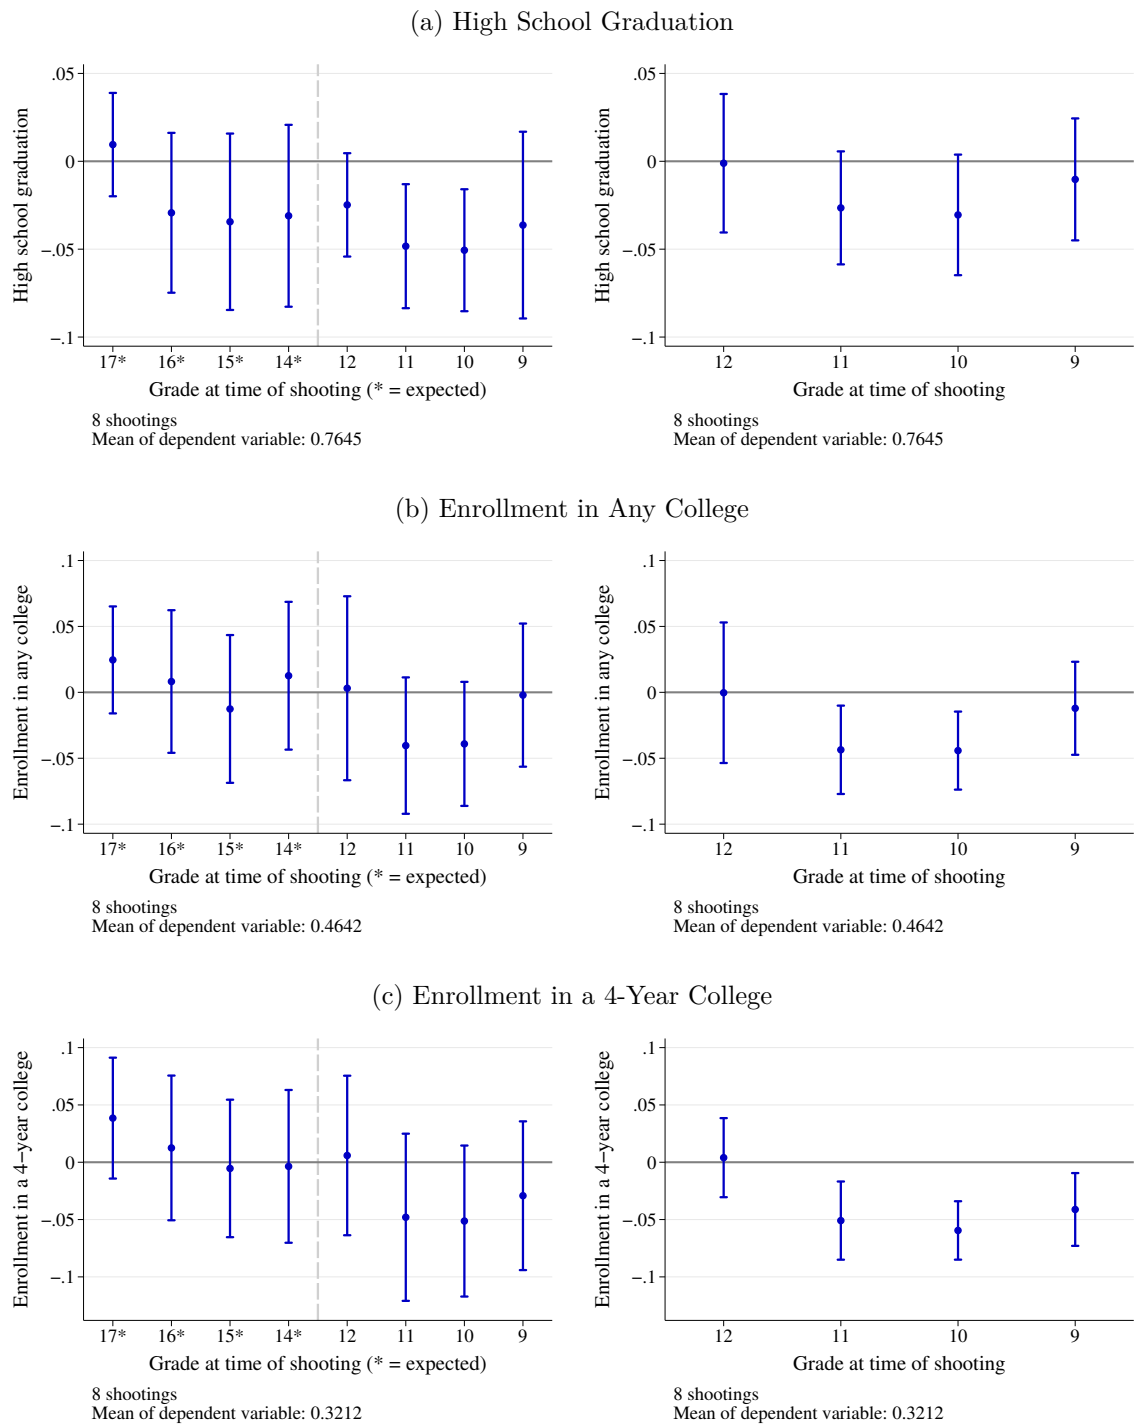 (a) High School Graduation
High school graduation
.05
0
−.05
−.1
17* 16* 15* 14* 12 11 10 9
Grade at time of shooting (* = expected)
8 shootings
Mean of dependent variable: 0.7645
High school graduation
.05
0
−.05
−.1
12 11 10 9
Grade at time of shooting
8 shootings
Mean of dependent variable: 0.7645
(b) Enrollment in Any College
Enrollment in any college
.1
.05
0
−.05
−.1
17* 16* 15* 14* 12 11 10 9
Grade at time of shooting (* = expected)
8 shootings
Mean of dependent variable: 0.4642
Enrollment in any college
.1
.05
0
−.05
−.1
12 11 10 9
Grade at time of shooting
8 shootings
Mean of dependent variable: 0.4642
(c) Enrollment in a 4-Year College
Enrollment in a 4−year college
.1
.05
0
−.05
−.1
17* 16* 15* 14* 12 11 10 9
Grade at time of shooting (* = expected)
8 shootings
Mean of dependent variable: 0.3212
Enrollment in a 4−year college
.1
.05
0
−.05
−.1
12 11 10 9
Grade at time of shooting
8 shootings
Mean of dependent variable: 0.3212